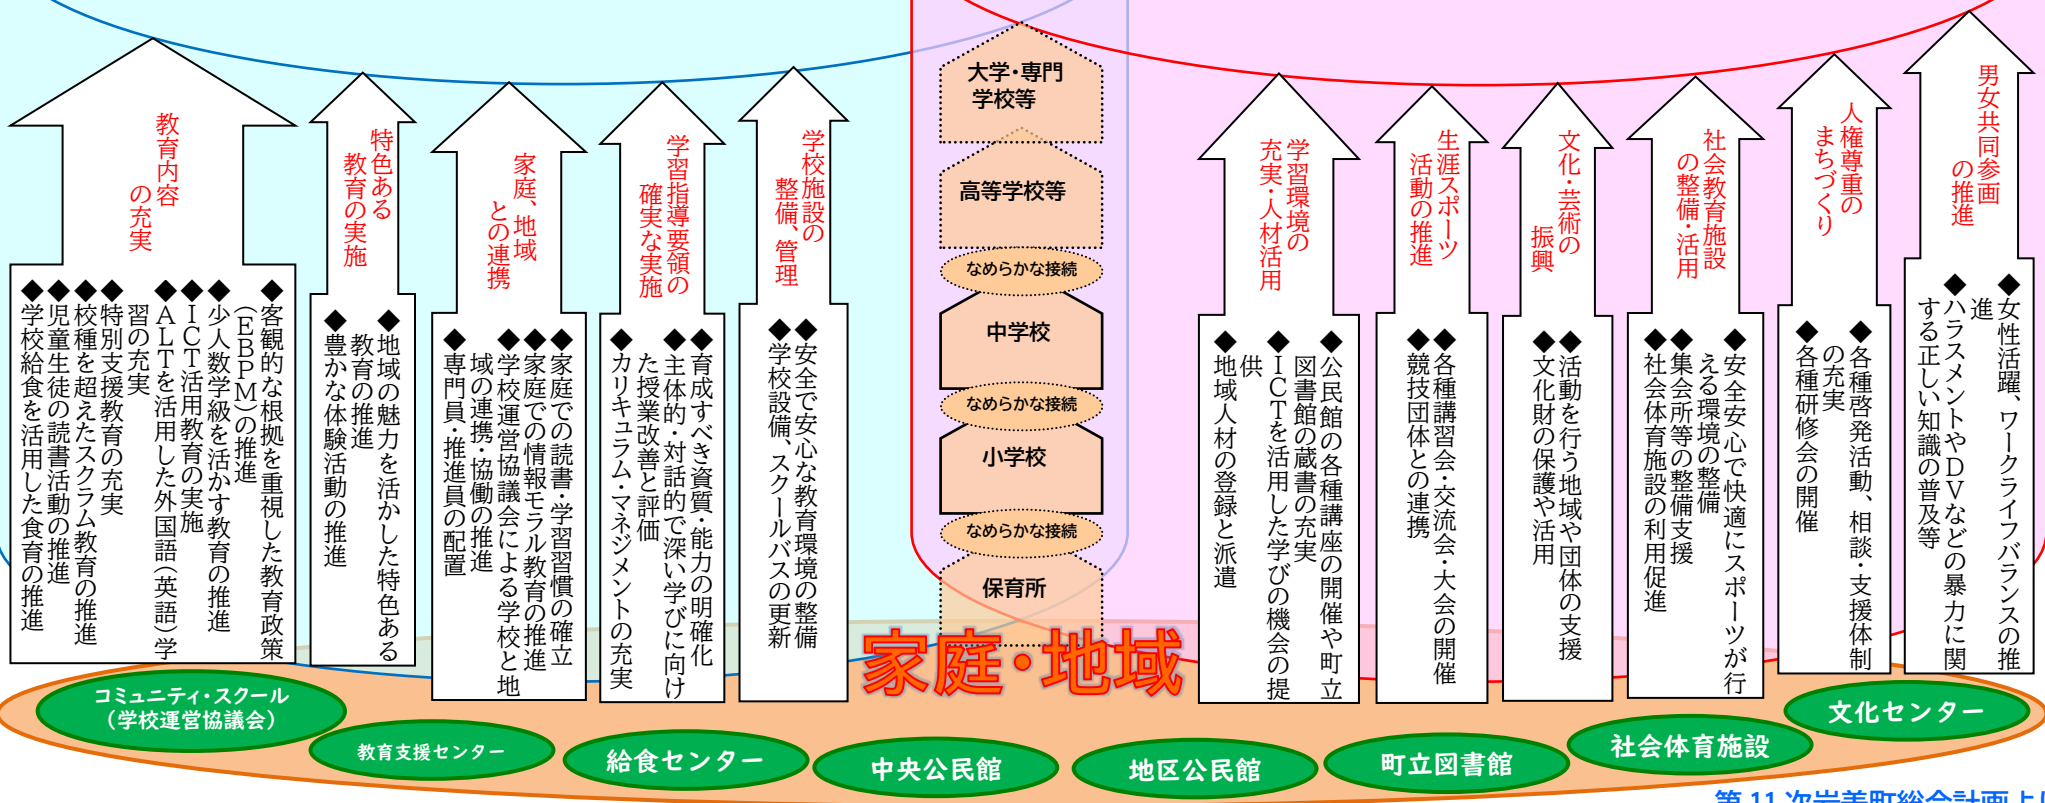 教育内容
の充実
◆客観的な根拠を重視した教育政策
（ＥＢＰＭ）の推進
◆少人数学級を活かす教育の推進
◆ＩＣＴ活用教育の実施
◆ＡＬＴを活用した外国語（英語）学
習の充実
◆特別支援教育の充実
◆校種を超えたスクラム教育の推進
◆児童生徒の読書活動の推進
◆学校給食を活用した食育の推進
特色ある
教育の実施
◆地域の魅力を活かした特色ある
教育の推進
◆豊かな体験活動の推進
家庭、地域
との連携
◆家庭での読書・学習習慣の確立
◆家庭での情報モラル教育の推進
◆学校運営協議会による学校と地
域の連携・協働の推進
◆専門員・推進員の配置
学習指導要領の
確実な実施
◆育成すべき資質・能力の明確化
◆主体的・対話的で深い学びに向け
た授業改善と評価
◆カリキュラム・マネジメントの充実
学校施設の
整備、管理
◆安全で安心な教育環境の整備
◆学校設備、スクールバスの更新
大学・専門
学校等
高等学校等
なめらかな接続
中学校
なめらかな接続
小学校
なめらかな接続
保育所
学習環境の
充実・人材活用
◆公民館の各種講座の開催や町立
図書館の蔵書の充実
◆ＩＣＴを活用した学びの機会の提
供
◆地域人材の登録と派遣
生涯スポーツ
活動の推進
◆各種講習会・交流会・大会の開催
◆競技団体との連携
文化・芸術の
振興
◆活動を行う地域や団体の支援
◆文化財の保護や活用
社会教育施設
の整備・活用
◆安全安心で快適にスポーツが行
える環境の整備
◆集会所等の整備支援
◆社会体育施設の利用促進
人権尊重の
まちづくり
◆各種啓発活動、相談・支援体制
の充実
◆各種研修会の開催
男女共同参画
の推進
◆女性活躍、ワークライフバランスの推
進
◆ハラスメントやＤＶなどの暴力に関
する正しい知識の普及等
家庭・地域
コミュニティ・スクール
（学校運営協議会）
教育支援センター
給食センター
中央公民館
地区公民館
町立図書館
社会体育施設
文化センター
第11次岩美町総合計画より